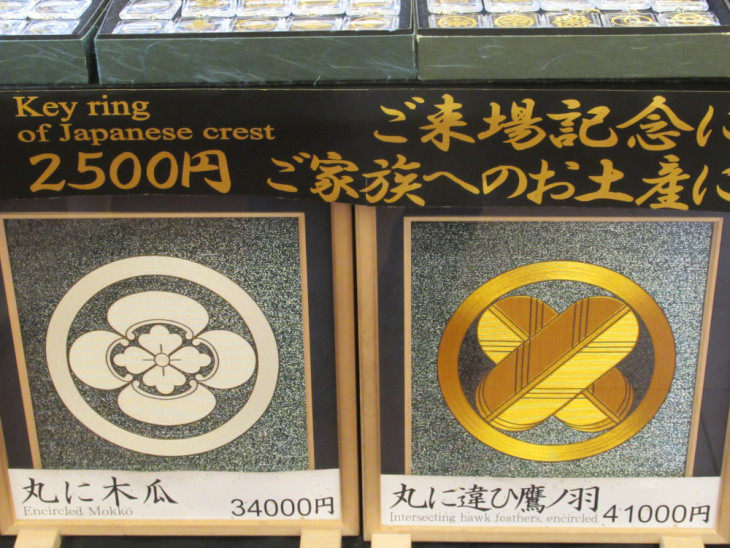 Key ring
of Japanese crest
2500円
ご来場記念に
ご家族へのお土産に
丸に木瓜
Encircled Mokkō
34000円
丸に違ひ鷹ノ羽
Intersecting hawk feathers, encircled
41000円